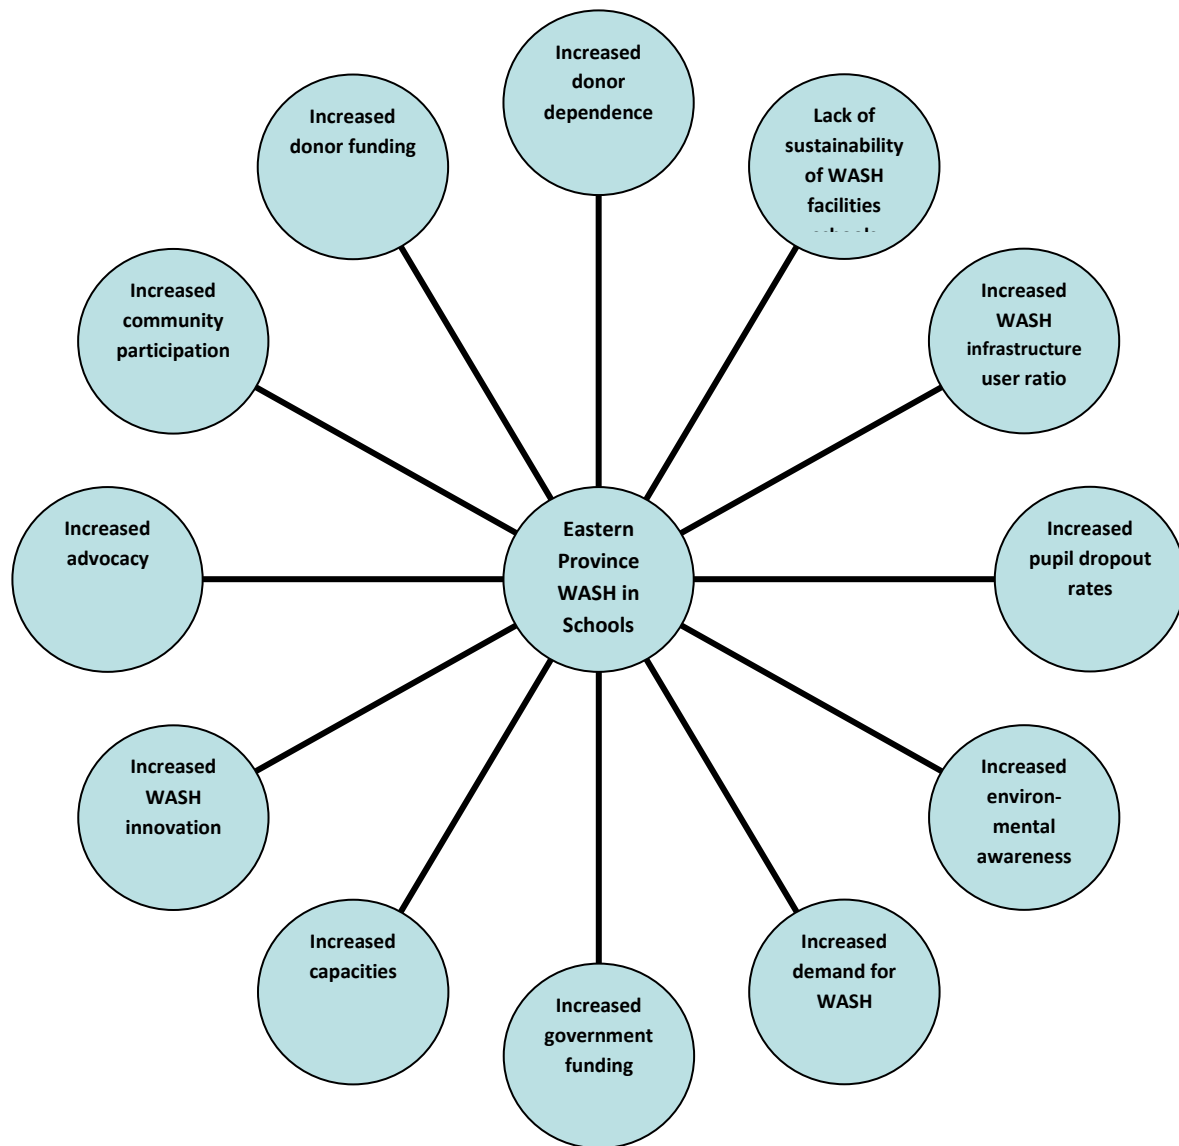 Increased
donor
dependence
Lack of
sustainability
of WASH
facilities
schools
Increased
WASH
infrastructure
user ratio
Increased
pupil dropout
rates
Increased
environ-
mental
awareness
Increased
demand for
WASH
Increased
government
funding
Increased
capacities
Increased
WASH
innovation
Increased
advocacy
Increased
community
participation
Increased
donor funding
Eastern
Province
WASH in
Schools